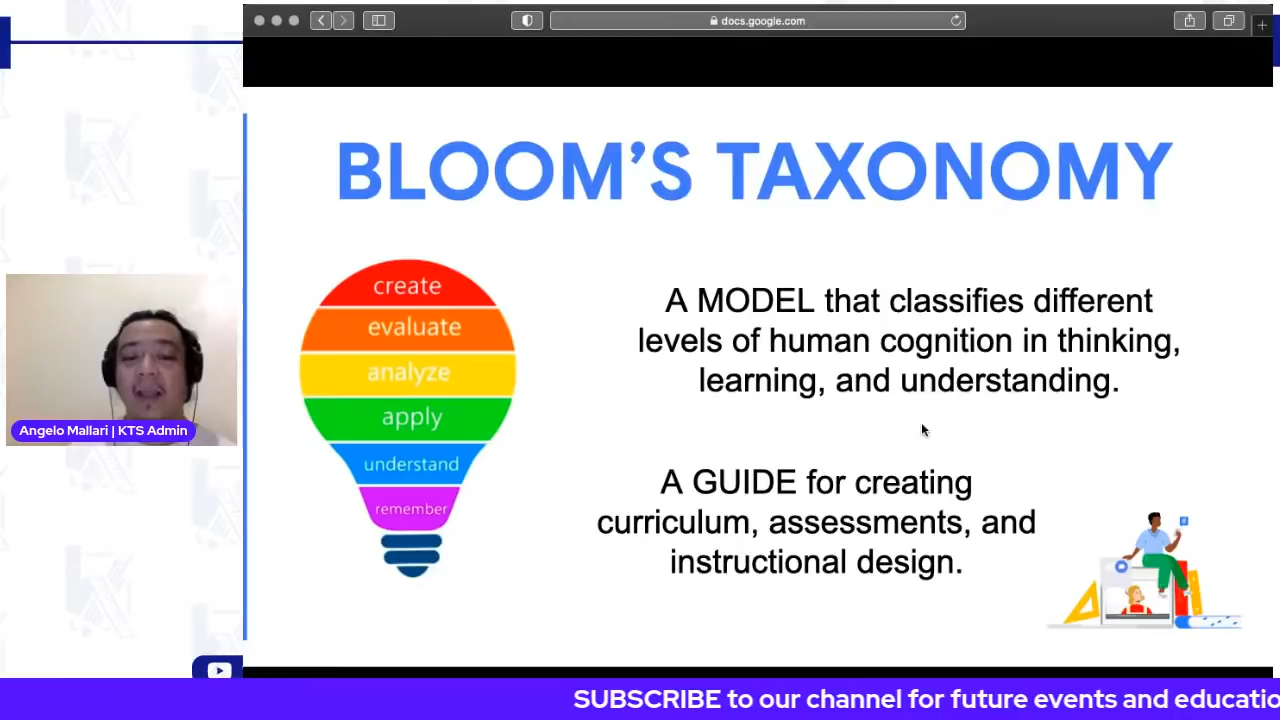 docs.google.com
BLOOM'S TAXONOMY
create
evaluate
analyze
apply
understand
remember
A MODEL that classifies different
levels of human cognition in thinking,
learning, and understanding.
A GUIDE for creating
curriculum, assessments, and
instructional design.
Angelo Mallari | KTS Admin
SUBSCRIBE to our channel for future events and educatio